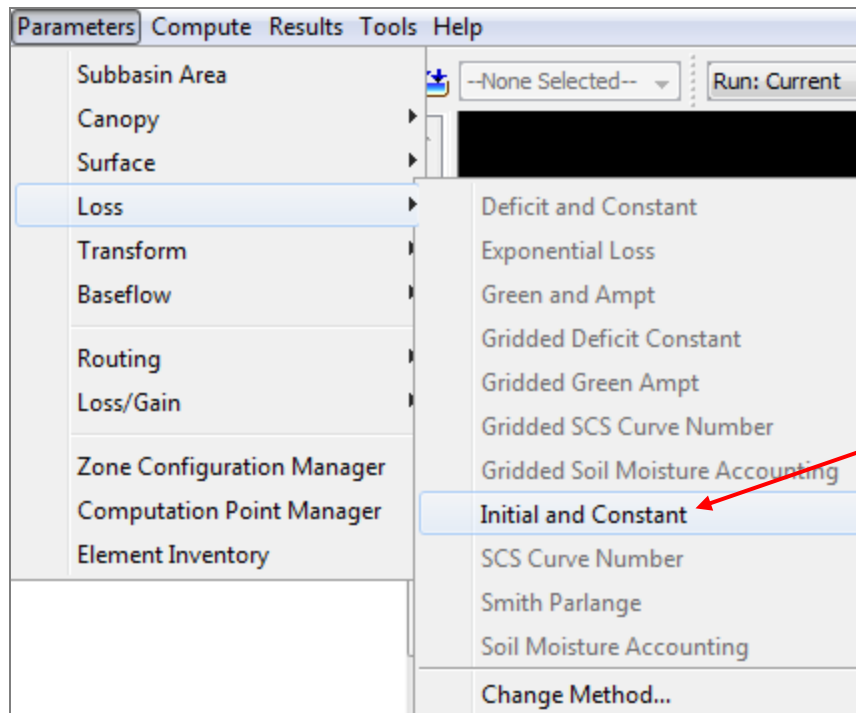 Parameters Compute Results Tools Help
--None Selected-- Run: Current
Subbasin Area
Canopy
Surface
Loss
Transform
Baseflow
Routing
Loss/Gain
Zone Configuration Manager
Computation Point Manager
Element Inventory
Deficit and Constant
Exponential Loss
Green and Ampt
Gridded Deficit Constant
Gridded Green Ampt
Gridded SCS Curve Number
Gridded Soil Moisture Accounting
Initial and Constant
SCS Curve Number
Smith Parlange
Soil Moisture Accounting
Change Method...